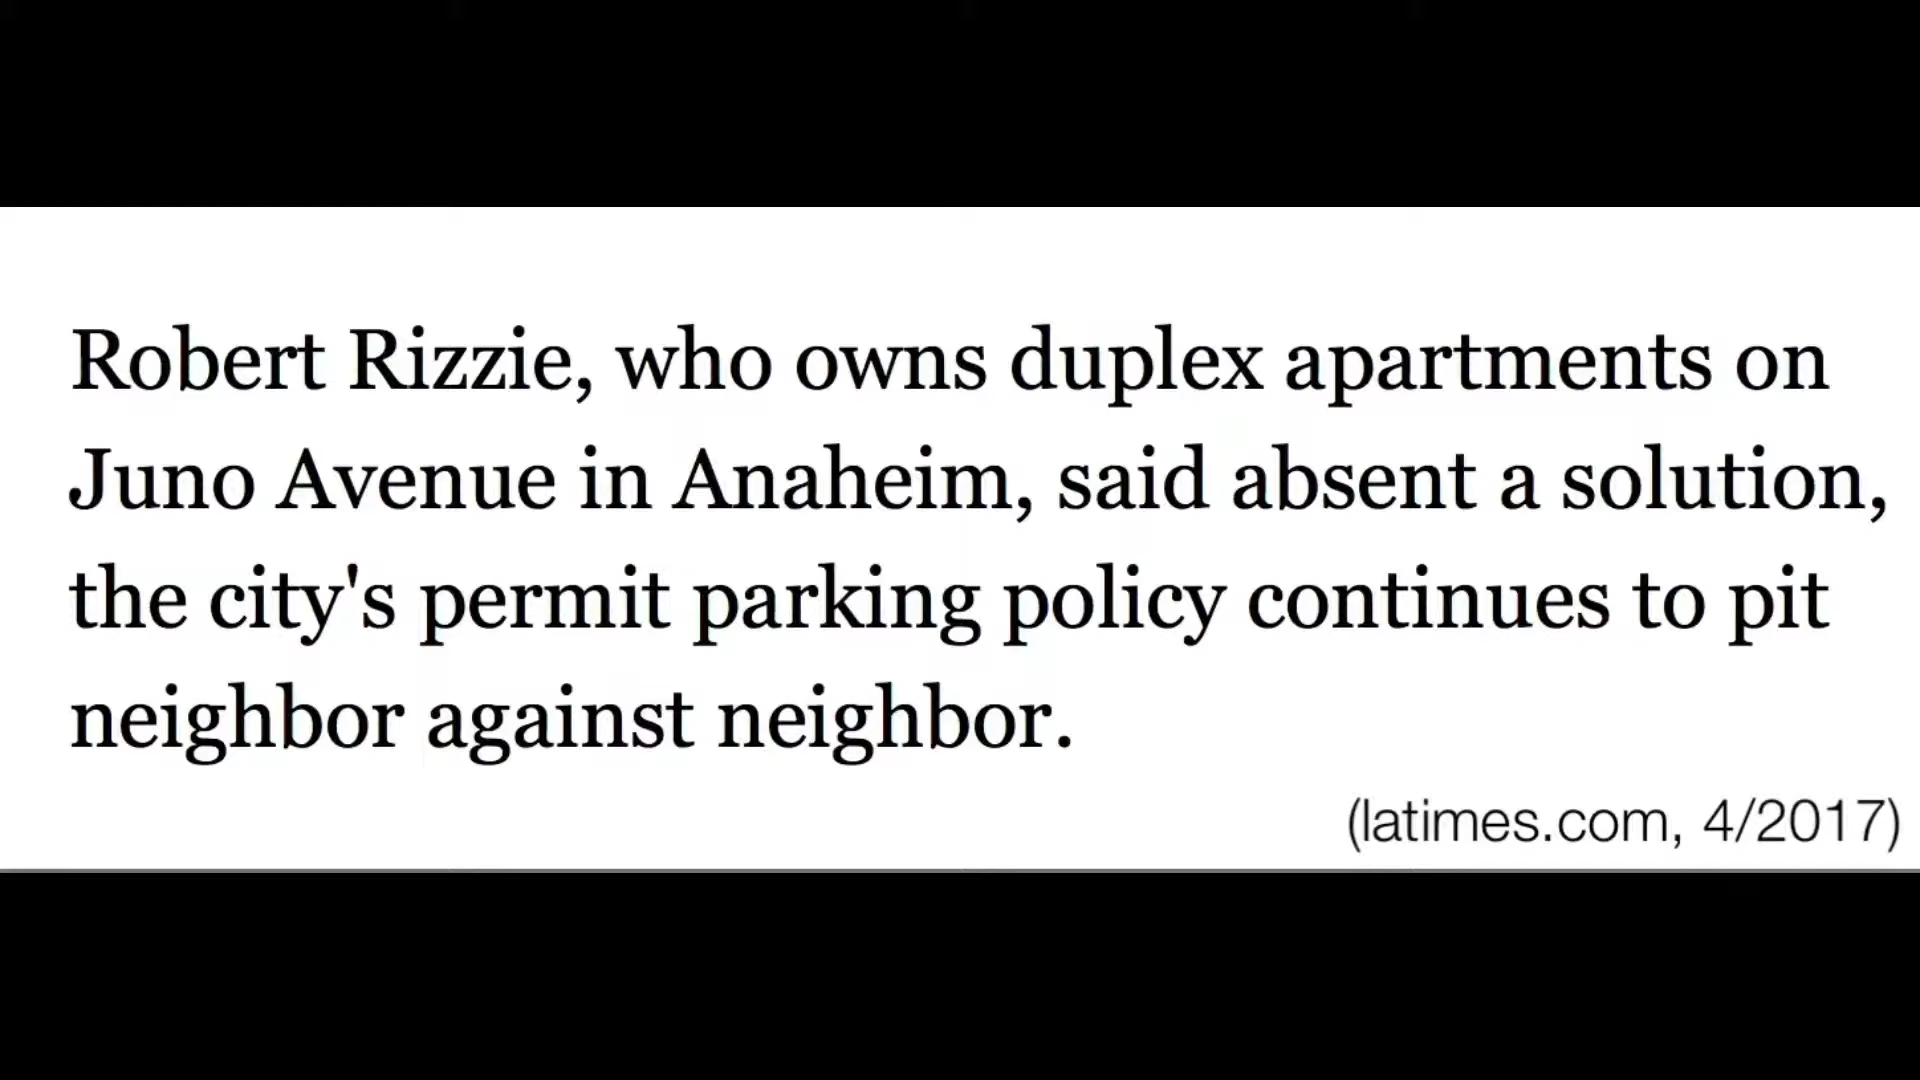 Robert Rizzie, who owns duplex apartments on
Juno Avenue in Anaheim, said absent a solution,
the city's permit parking policy continues to pit
neighbor against neighbor.
(latimes.com, 4/2017)